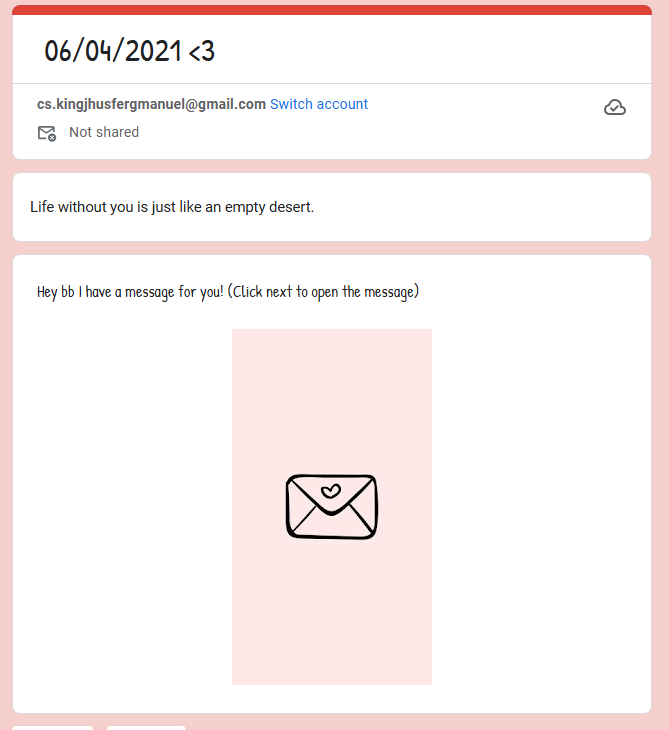 06/04/2021 <3
cs.kingjhusfergmanuel@gmail.com Switch account
Not shared
Life without you is just like an empty desert.
Hey bb I have a message for you! (Click next to open the message)